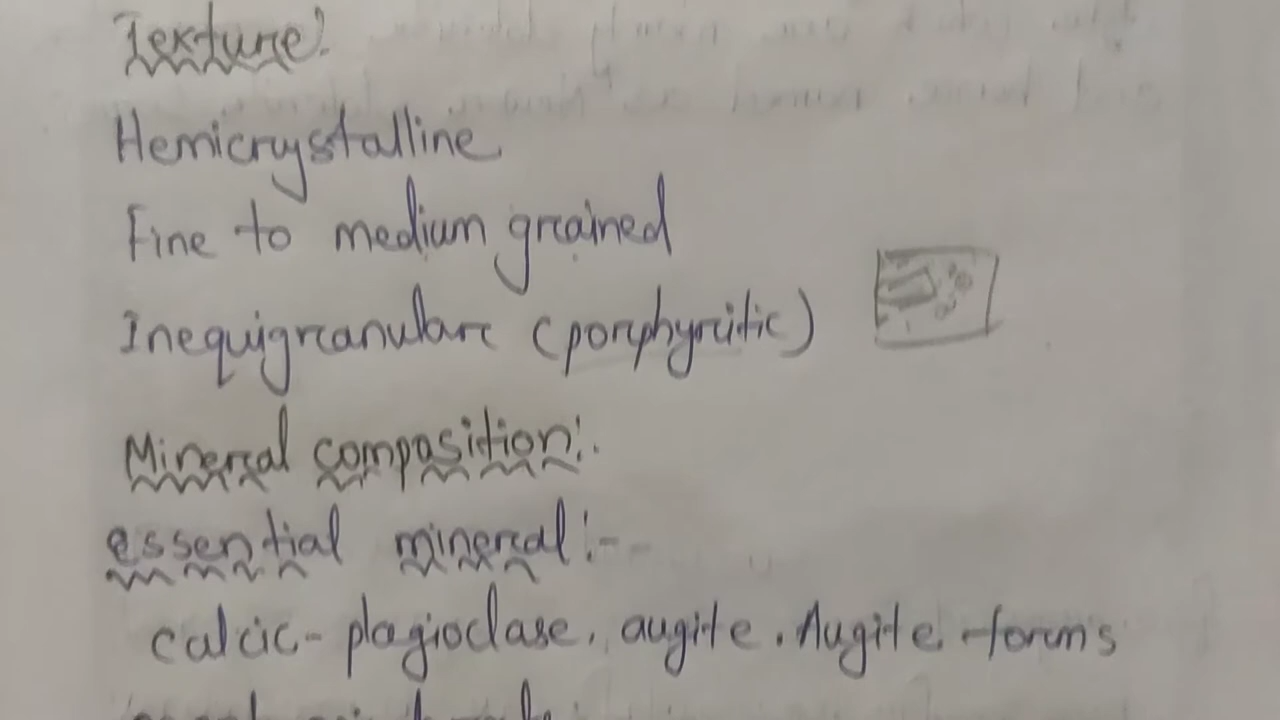 Texture:
Hemicrystalline
Fine to medium grained
Inequigranular (porphyritic)
Mineral composition:.
essential mineral :-
calcic- plagioclase, augite. Augite forms